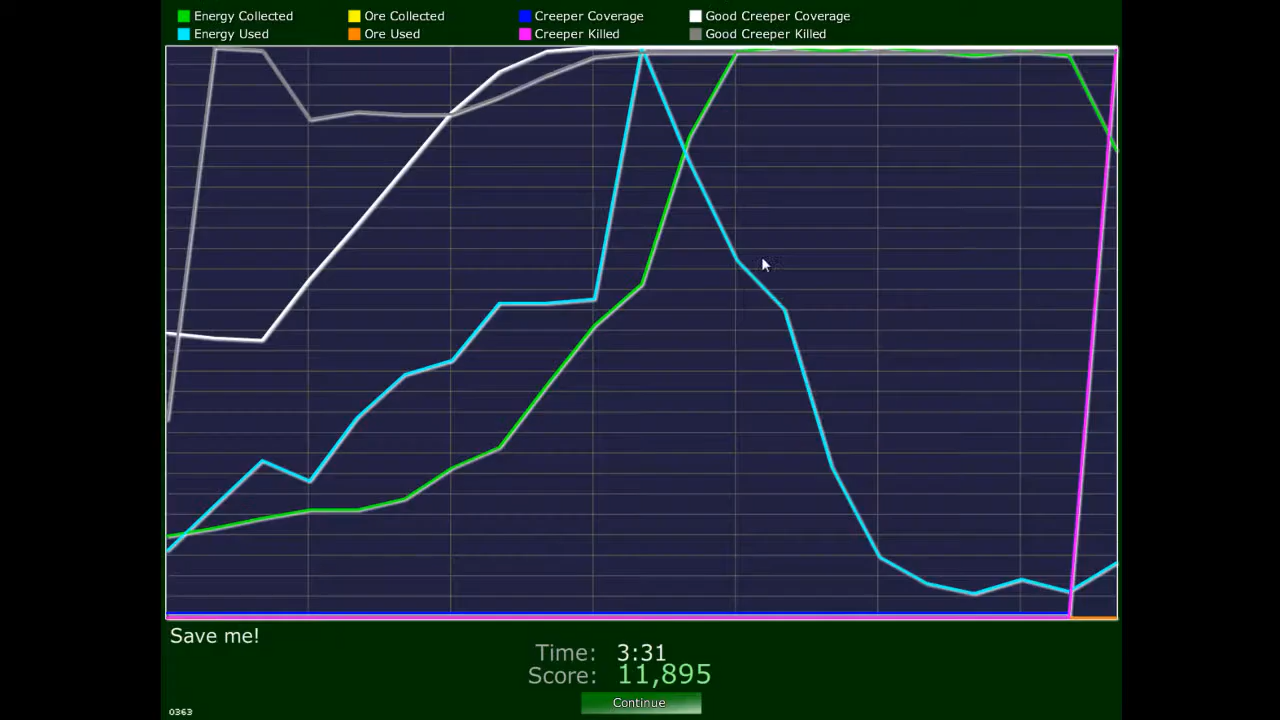 Energy Collected
Ore Collected
Creeper Coverage
Good Creeper Coverage
Energy Used
Ore Used
Creeper Killed
Good Creeper Killed
Save me!
Time: 3:31
Score: 11,895
Continue
0363